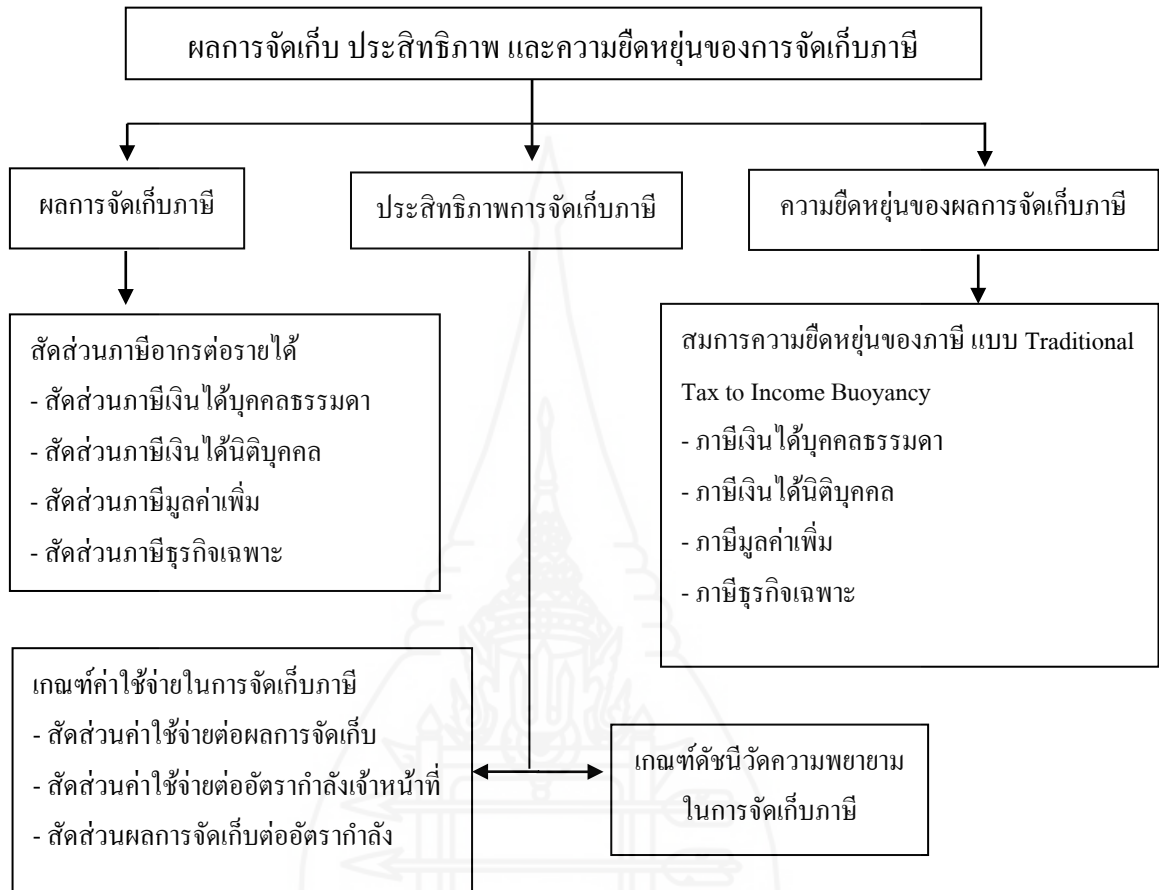 ผลการจัดเก็บ ประสิทธิภาพ และความยืดหยุ่นของการจัดเก็บภาษี
ผลการจัดเก็บภาษี
ประสิทธิภาพการจัดเก็บภาษี
ความยืดหยุ่นของผลการจัดเก็บภาษี
สัดส่วนภาษีอากรต่อรายได้
- สัดส่วนภาษีเงินได้บุคคลธรรมดา
- สัดส่วนภาษีเงินได้นิติบุคคล
- สัดส่วนภาษีมูลค่าเพิ่ม
- สัดส่วนภาษีธุรกิจเฉพาะ
สมการความยืดหยุ่นของภาษี แบบ Traditional
Tax to Income Buoyancy
- ภาษีเงินได้บุคคลธรรมดา
- ภาษีเงินได้นิติบุคคล
- ภาษีมูลค่าเพิ่ม
- ภาษีธุรกิจเฉพาะ
เกณฑ์ค่าใช้จ่ายในการจัดเก็บภาษี
- สัดส่วนค่าใช้จ่ายต่อผลการจัดเก็บ
- สัดส่วนค่าใช้จ่ายต่ออัตรากำลังเจ้าหน้าที่
- สัดส่วนผลการจัดเก็บต่ออัตรากำลัง
เกณฑ์ดัชนีวัดความพยายาม
ในการจัดเก็บภาษี